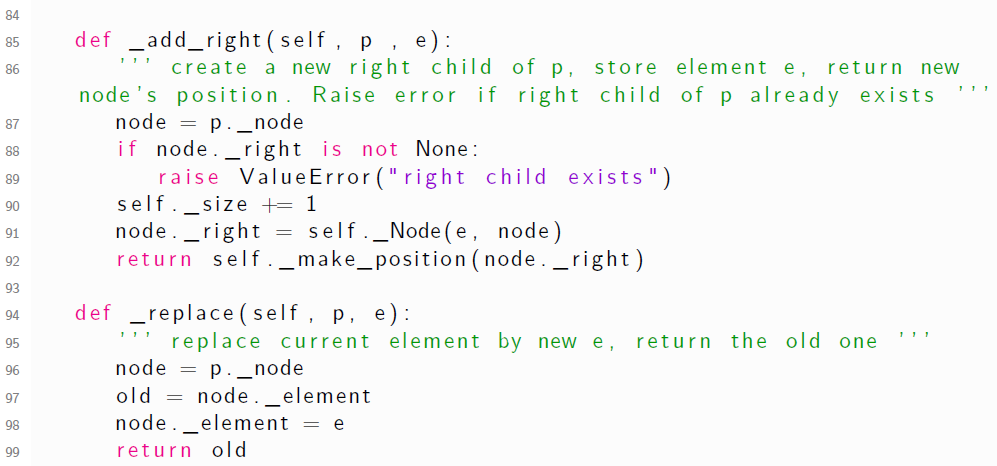 84
85 def _add_right(self, p , e):
86 ''' create a new right child of p, store element e, return new
node's position. Raise error if right child of p already exists '''
87 node = p._node
88 if node._right is not None:
89 raise ValueError("right child exists")
90 self._size += 1
91 node._right = self._Node(e, node)
92 return self._make_position(node._right)
93
94 def _replace(self, p, e):
95 ''' replace current element by new e, return the old one '''
96 node = p._node
97 old = node._element
98 node._element = e
99 return old